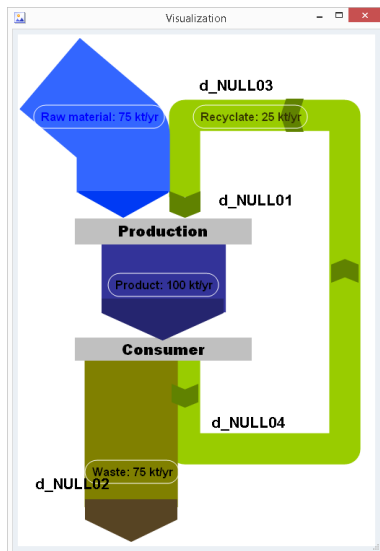 Visualization
d_NULL03
Raw material: 75 kt/yr
Recyclate: 25 kt/yr
d_NULL01
Production
Product: 100 kt/yr
Consumer
d_NULL04
Waste: 75 kt/yr
d_NULL02